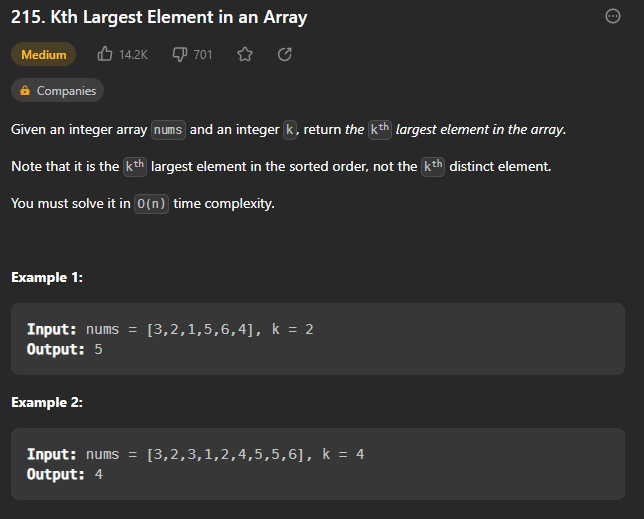 215. Kth Largest Element in an Array
Medium 14.2K 701
Companies
Given an integer array nums and an integer k, return the kth largest element in the array.
Note that it is the kth largest element in the sorted order, not the kth distinct element.
You must solve it in O(n) time complexity.
Example 1:
Input: nums = [3,2,1,5,6,4], k = 2
Output: 5
Example 2:
Input: nums = [3,2,3,1,2,4,5,5,6], k = 4
Output: 4